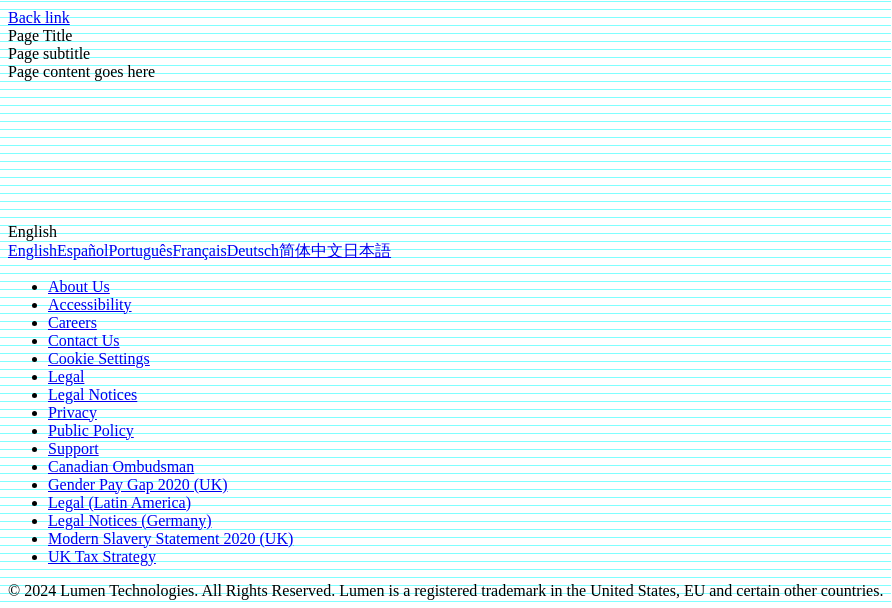 Back link
Page Title
Page subtitle
Page content goes here
English
EnglishEspañolPortuguêsFrançaisDeutsch简体中文日本語
About Us
Accessibility
Careers
Contact Us
Cookie Settings
Legal
Legal Notices
Privacy
Public Policy
Support
Canadian Ombudsman
Gender Pay Gap 2020 (UK)
Legal (Latin America)
Legal Notices (Germany)
Modern Slavery Statement 2020 (UK)
UK Tax Strategy
© 2024 Lumen Technologies. All Rights Reserved. Lumen is a registered trademark in the United States, EU and certain other countries.